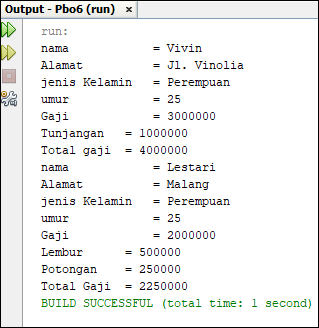 Output - Pbo6 (run) ×
run:
nama = Vivin
Alamat = Jl. Vinolia
jenis Kelamin = Perempuan
umur = 25
Gaji = 3000000
Tunjangan = 1000000
Total gaji = 4000000
nama = Lestari
Alamat = Malang
jenis Kelamin = Perempuan
umur = 25
Gaji = 2000000
Lembur = 500000
Potongan = 250000
Total Gaji = 2250000
BUILD SUCCESSFUL (total time: 1 second)